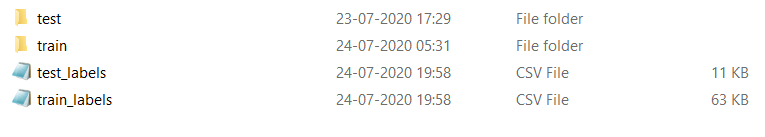 test 23-07-2020 17:29 File folder
train 24-07-2020 05:31 File folder
test_labels 24-07-2020 19:58 CSV File 11 KB
train_labels 24-07-2020 19:58 CSV File 63 KB